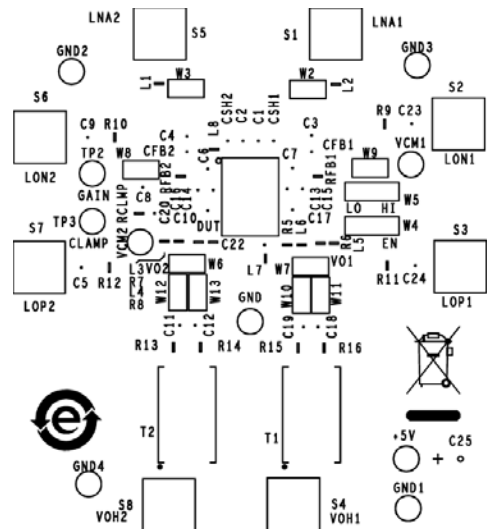 LNA2
S5
S1
LNA1
GND2
GND3
L1
W3
W2
L2
S6
S2
C9
R10
C4
L8
CSH2
C2
C1
CSH1
C3
R9
C23
LON2
TP2
W8
CFB2
C6
C7
RFB1
CFB1
W9
VCM1
LON1
GAIN
RCLMP
C8
RFB2
C16
C14
C13
C15
W5
LO
HI
S7
TP3
CLAMP
VCM2
C20
C10
DUT
R5
L6
C17
R6
L5
W4
EN
S3
C22
LOP2
C5
R12
L3
VO2
R7
L4
R8
W6
L7
W7
VO1
R11
C24
LOP1
W12
W13
GND
W10
W11
C11
C12
C19
C18
R13
R14
R15
R16
e
T2
T1
+5V
+
C25
GND4
S8
VOH2
S4
VOH1
GND1